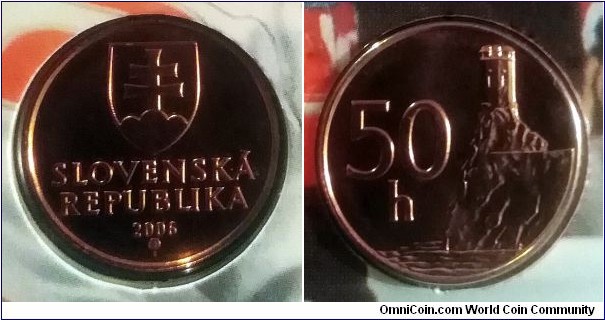 SLOVENSKÁ
REPUBLIKA
2006
50
h
OmniCoin.com World Coin Community